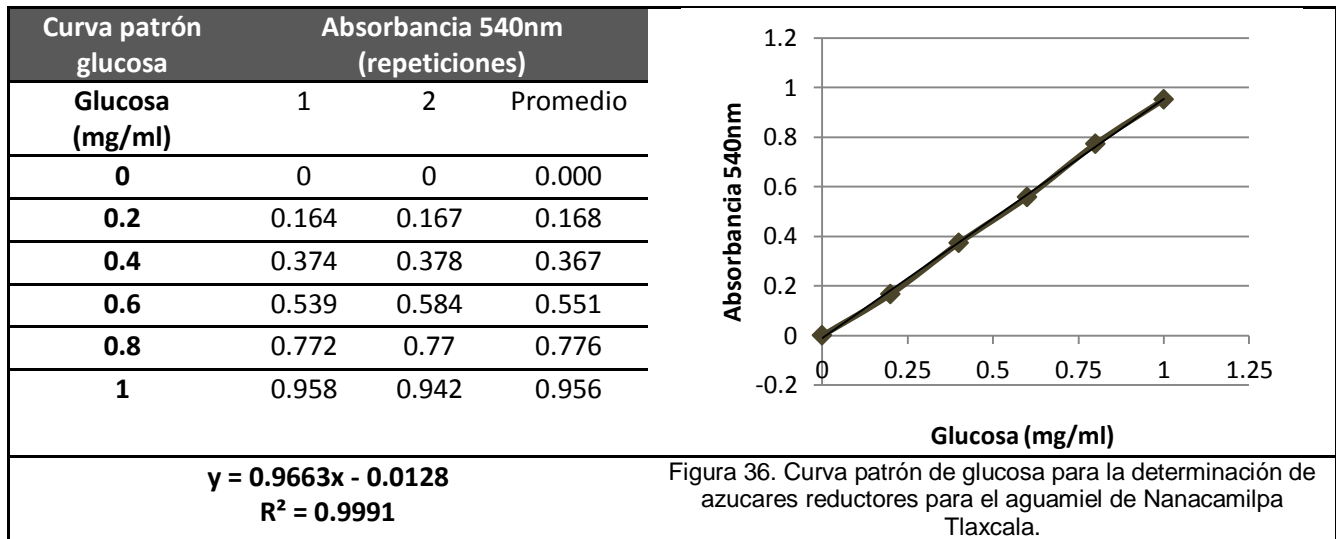 Curva patrón Absorbancia 540nm
glucosa (repeticiones)
Glucosa 1 2 Promedio
(mg/ml)
0 0 0 0.000
0.2 0.164 0.167 0.168
0.4 0.374 0.378 0.367
0.6 0.539 0.584 0.551
0.8 0.772 0.77 0.776
1 0.958 0.942 0.956
y = 0.9663x - 0.0128
R² = 0.9991
Absorbancia 540nm
1.2
1
0.8
0.6
0.4
0.2
0
-0.2
0 0.25 0.5 0.75 1 1.25
Glucosa (mg/ml)
Figura 36. Curva patrón de glucosa para la determinación de
azucares reductores para el aguamiel de Nanacamilpa
Tlaxcala.